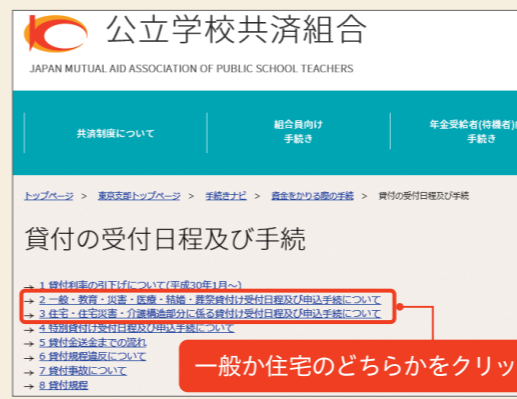 公立学校共済組合
JAPAN MUTUAL AID ASSOCIATION OF PUBLIC SCHOOL TEACHERS
共済制度について
組合員向け
手続き
年金受給者(待機者)
手続き
トップページ > 東京支部トップページ > 手続きナビ > 資金をかりる際の手続 > 貸付の受付日程及び手続
貸付の受付日程及び手続
→ 1 貸付利率の引下げについて(平成30年1月~)
→ 2 一般・教育・災害・医療・結婚・葬祭貸付け受付日程及び申込手続について
→ 3 住宅・住宅災害・介護構造部分に係る貸付け受付日程及び申込手続について
→ 4 特別貸付け受付日程及び申込手続について
→ 5 貸付金送金までの流れ
→ 6 貸付規程違反について
→ 7 貸付事故について
→ 8 貸付規程
一般か住宅のどちらかをクリッ